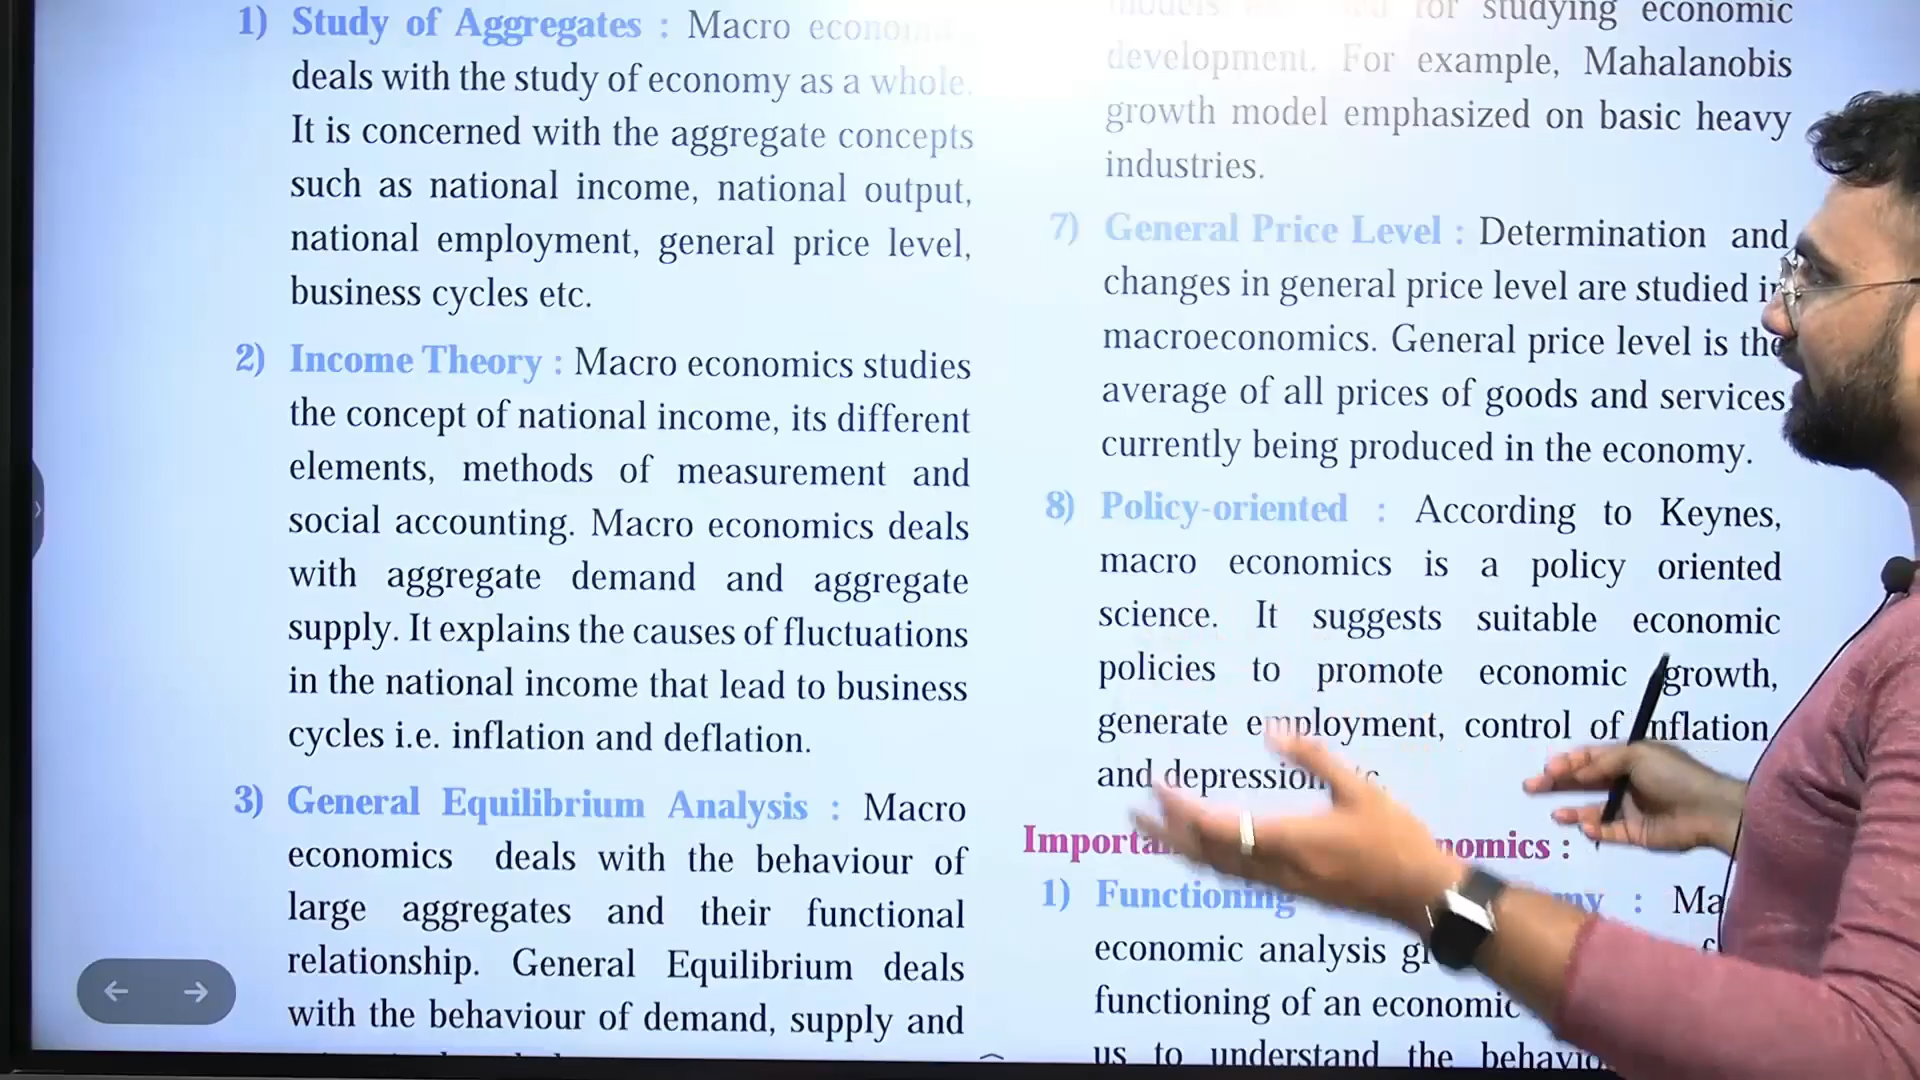 1) Study of Aggregates : Macro
deals with the study of economy as a whole.
It is concerned with the aggregate concepts
such as national income, national output,
national employment, general price level,
business cycles etc.
2) Income Theory : Macro economics studies
the concept of national income, its different
elements, methods of measurement and
social accounting. Macro economics deals
with aggregate demand and aggregate
supply. It explains the causes of fluctuations
in the national income that lead to business
cycles i.e. inflation and deflation.
3) General Equilibrium Analysis : Macro
economics deals with the behaviour of
large aggregates and their functional
relationship. General Equilibrium deals
with the behaviour of demand, supply and
for studying economic
development. For example, Mahalanobis
growth model emphasized on basic heavy
industries.
7) General Price Level : Determination and
changes in general price level are studied in
macroeconomics. General price level is the
average of all prices of goods and services
currently being produced in the economy.
8) Policy-oriented : According to Keynes,
macro economics is a policy oriented
science. It suggests suitable economic
policies to promote economic growth,
generate employment, control of inflation
and depression
1) Functioning :
economic analysis
functioning of an economic
us to understand the